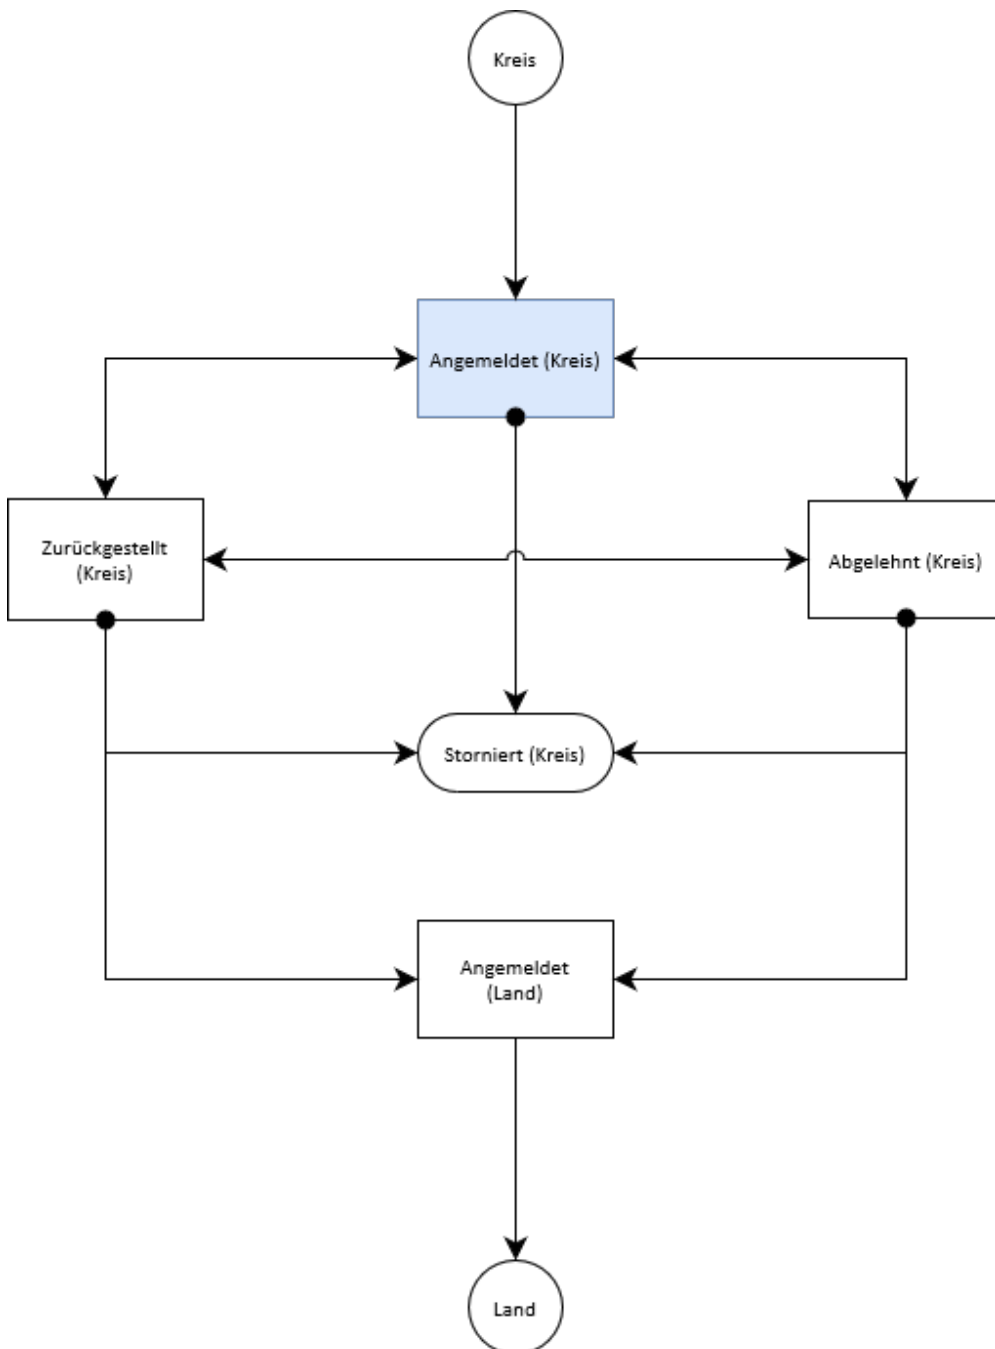 Kreis
Angemeldet (Kreis)
Zurückgestellt
(Kreis)
Abgelehnt (Kreis)
Storniert (Kreis)
Angemeldet
(Land)
Land